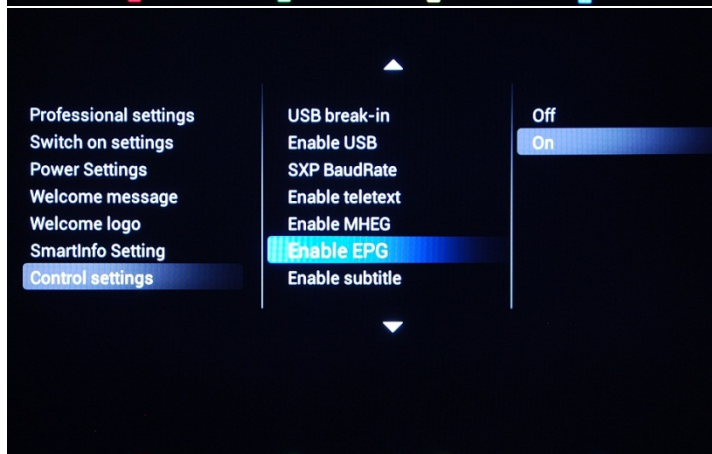 Professional settings
Switch on settings
Power Settings
Welcome message
Welcome logo
SmartInfo Setting
Control settings
USB break-in
Enable USB
SXP BaudRate
Enable teletext
Enable MHEG
Enable EPG
Enable subtitle
Off
On